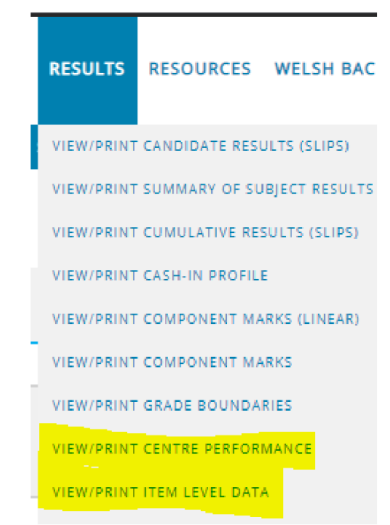 RESULTS RESOURCES WELSH BAC
VIEW/PRINT CANDIDATE RESULTS (SLIPS)
VIEW/PRINT SUMMARY OF SUBJECT RESULTS
VIEW/PRINT CUMULATIVE RESULTS (SLIPS)
VIEW/PRINT CASH-IN PROFILE
VIEW/PRINT COMPONENT MARKS (LINEAR)
VIEW/PRINT COMPONENT MARKS
VIEW/PRINT GRADE BOUNDARIES
VIEW/PRINT CENTRE PERFORMANCE
VIEW/PRINT ITEM LEVEL DATA